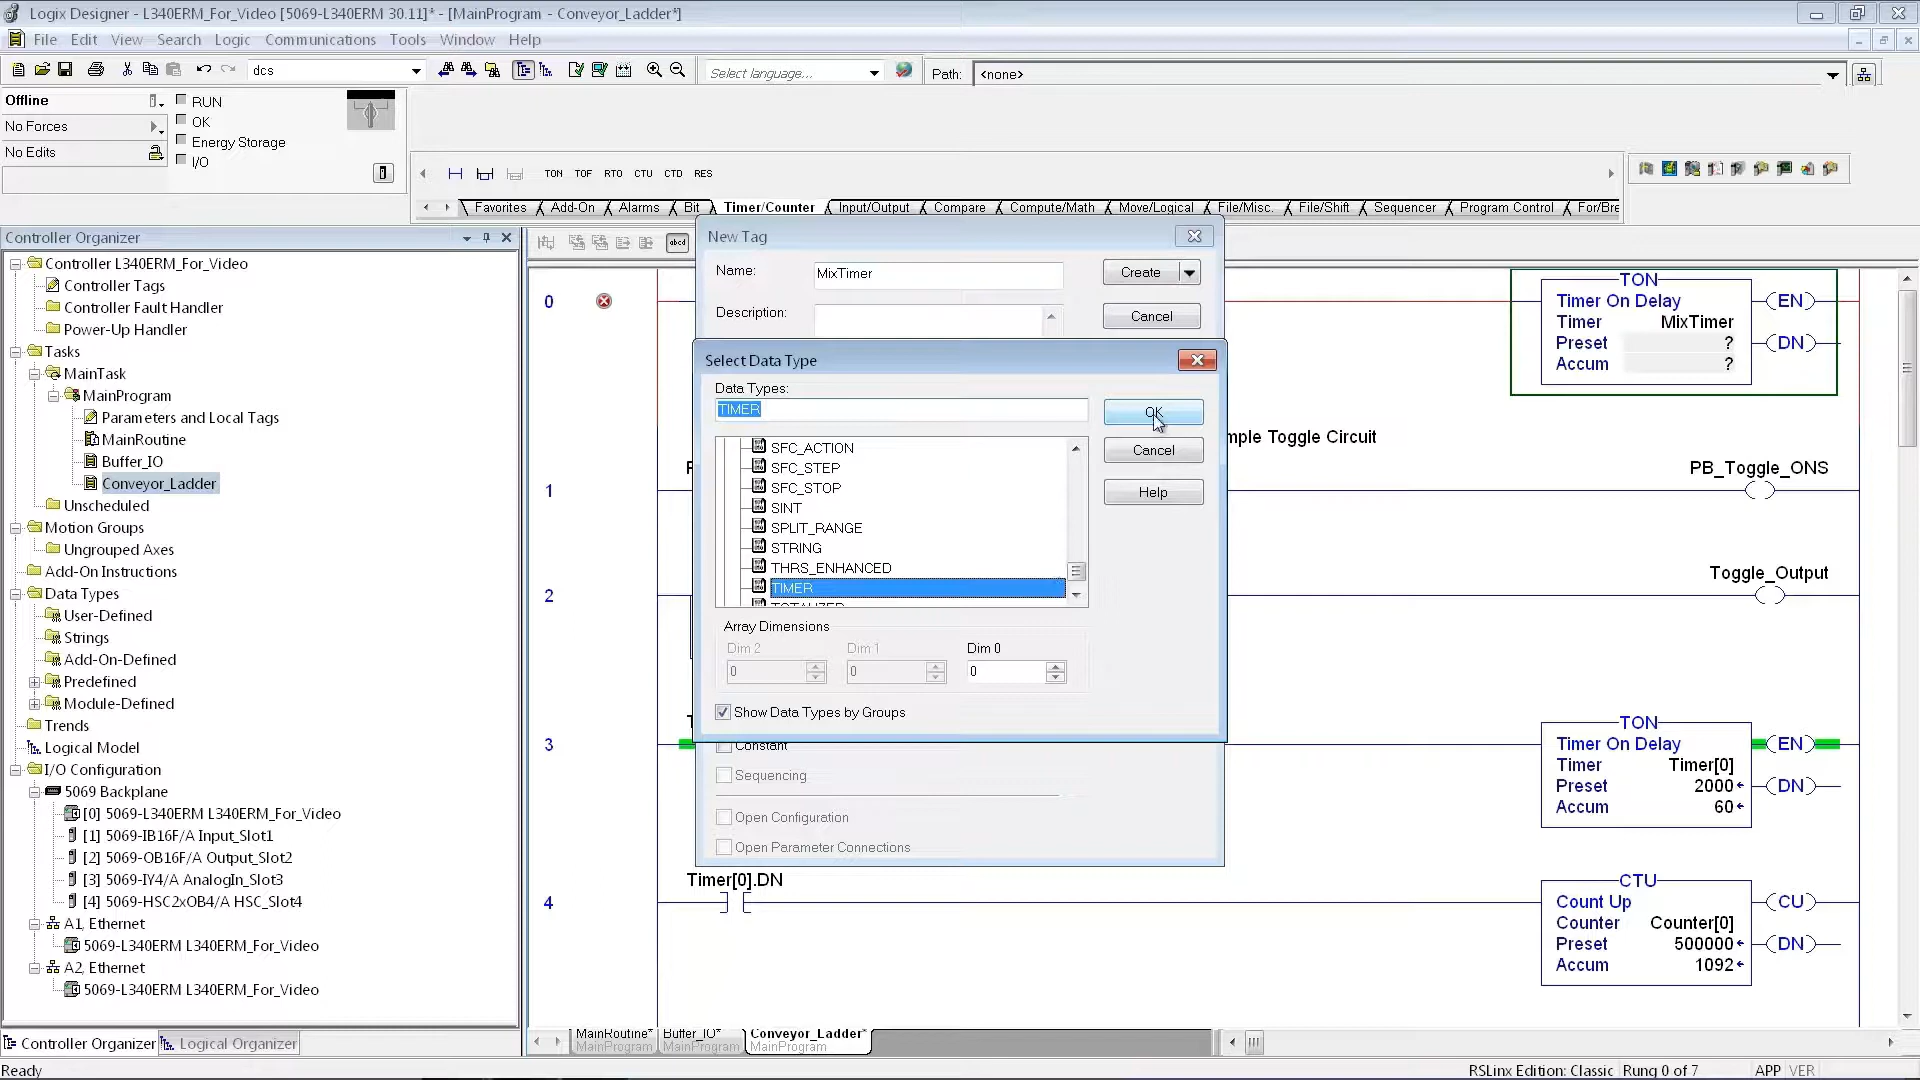 Logix Designer - L340ERM_For_Video [5069-L340ERM 30.11]* - [MainProgram - Conveyor_Ladder*]
File Edit View Search Logic Communications Tools Window Help
dcs
Select language...
Path: <none>
Offline
RUN
No Forces
OK
Energy Storage
No Edits
I/O
TON TOF RTO CTU CTD RES
Favorites Add-On Alarms Bit Timer/Counter Input/Output Compare Compute/Math Move/Logical File/Misc. File/Shift Sequencer Program Control For/Bre
Controller Organizer
Controller L340ERM_For_Video
Controller Tags
Controller Fault Handler
Power-Up Handler
Tasks
MainTask
MainProgram
Parameters and Local Tags
MainRoutine
Buffer_IO
Conveyor_Ladder
Unscheduled
Motion Groups
Ungrouped Axes
Add-On Instructions
Data Types
User-Defined
Strings
Add-On-Defined
Predefined
Module-Defined
Trends
Logical Model
I/O Configuration
5069 Backplane
[0] 5069-L340ERM L340ERM_For_Video
[1] 5069-IB16F/A Input_Slot1
[2] 5069-OB16F/A Output_Slot2
[3] 5069-IY4/A AnalogIn_Slot3
[4] 5069-HSC2xOB4/A HSC_Slot4
A1, Ethernet
5069-L340ERM L340ERM_For_Video
A2, Ethernet
5069-L340ERM L340ERM_For_Video
Controller Organizer Logical Organizer
abcd
New Tag
Name: MixTimer
Create
Description:
Cancel
Select Data Type
Data Types:
TIMER
OK
Cancel
Help
SFC_ACTION
SFC_STEP
SFC_STOP
SINT
SPLIT_RANGE
STRING
THRS_ENHANCED
TIMER
TOTALIZER
Array Dimensions
Dim 2 Dim 1 Dim 0
0 0 0
Show Data Types by Groups
Constant
Sequencing
Open Configuration
Open Parameter Connections
0
TON
Timer On Delay
Timer MixTimer
Preset ?
Accum ?
EN
DN
mple Toggle Circuit
PB_Toggle_ONS
1
Toggle_Output
2
3
TON
Timer On Delay
Timer Timer[0]
Preset 2000
Accum 60
EN
DN
Timer[0].DN
4
CTU
Count Up
Counter Counter[0]
Preset 500000
Accum 1092
CU
DN
MainRoutine* Buffer_IO* Conveyor_Ladder*
MainProgram MainProgram MainProgram
Ready
RSLinx Edition: Classic Rung 0 of 7 APP VER